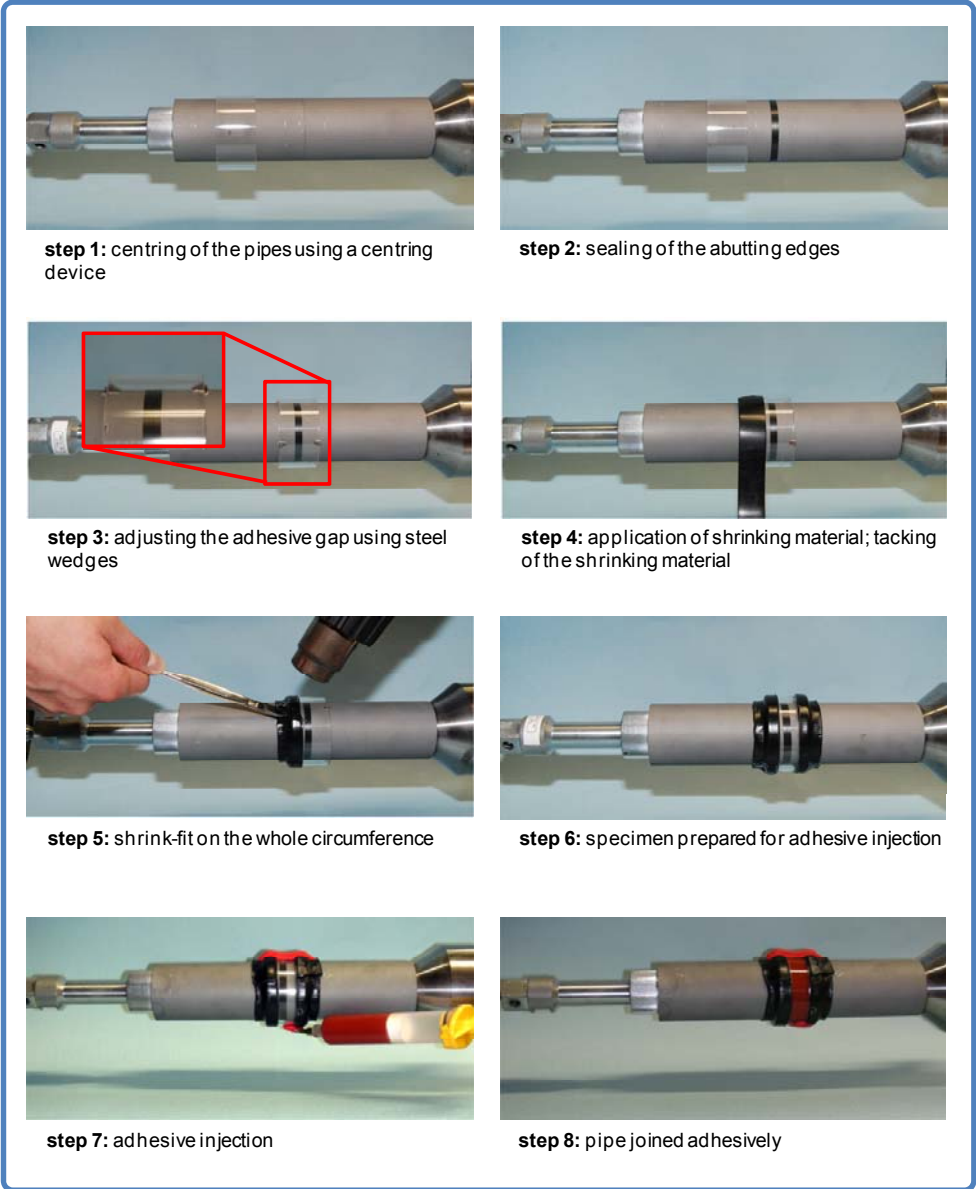 step 1: centring of the pipes using a centring
device
step 2: sealing of the abutting edges
step 3: adjusting the adhesive gap using steel
wedges
step 4: application of shrinking material; tacking
of the shrinking material
step 5: shrink-fit on the whole circumference
step 6: specimen prepared for adhesive injection
step 7: adhesive injection
step 8: pipe joined adhesively